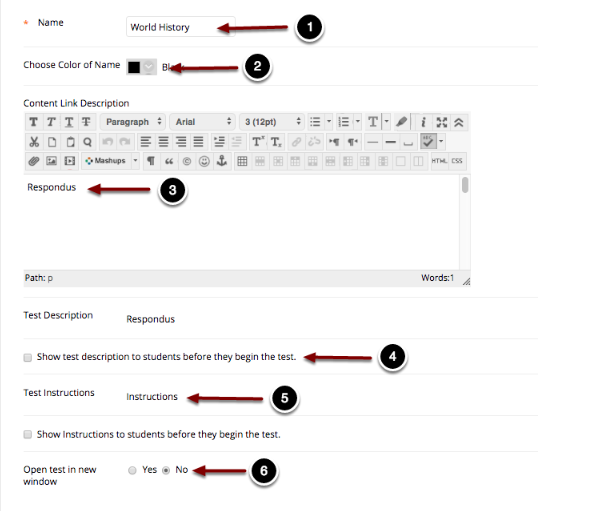 * Name World History 1
Choose Color of Name 2
Content Link Description
T T T T Paragraph Arial 3 (12pt) T i
Tˣ Tₓ ¶ ¶ ABC
Mashups ¶ “ © HTML CSS
Respondus 3
Path: p Words:1
Test Description Respondus
Show test description to students before they begin the test. 4
Test Instructions Instructions 5
Show Instructions to students before they begin the test.
Open test in new Yes No 6
window